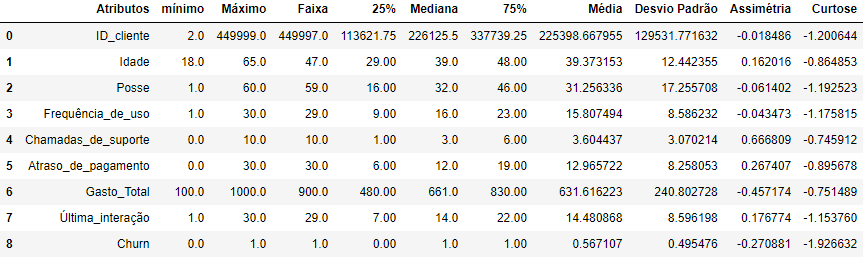 Atributos mínimo Máximo Faixa 25% Mediana 75% Média Desvio Padrão Assimétria Curtose
0 ID_cliente 2.0 449999.0 449997.0 113621.75 226125.5 337739.25 225398.667955 129531.771632 -0.018486 -1.200644
1 Idade 18.0 65.0 47.0 29.00 39.0 48.00 39.373153 12.442355 0.162016 -0.864853
2 Posse 1.0 60.0 59.0 16.00 32.0 46.00 31.256336 17.255708 -0.061402 -1.192523
3 Frequência_de_uso 1.0 30.0 29.0 9.00 16.0 23.00 15.807494 8.586232 -0.043473 -1.175815
4 Chamadas_de_suporte 0.0 10.0 10.0 1.00 3.0 6.00 3.604437 3.070214 0.666809 -0.745912
5 Atraso_de_pagamento 0.0 30.0 30.0 6.00 12.0 19.00 12.965722 8.258053 0.267407 -0.895678
6 Gasto_Total 100.0 1000.0 900.0 480.00 661.0 830.00 631.616223 240.802728 -0.457174 -0.751489
7 Última_interação 1.0 30.0 29.0 7.00 14.0 22.00 14.480868 8.596198 0.176774 -1.153760
8 Churn 0.0 1.0 1.0 0.00 1.0 1.00 0.567107 0.495476 -0.270881 -1.926632